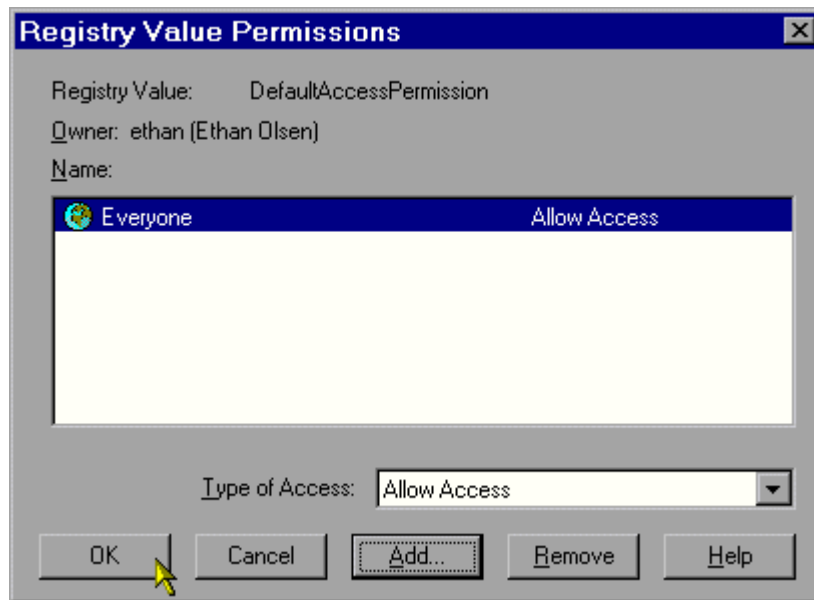 Registry Value Permissions
Registry Value: DefaultAccessPermission
Owner: ethan (Ethan Olsen)
Name:
Everyone Allow Access
Type of Access: Allow Access
OK Cancel Add... Remove Help